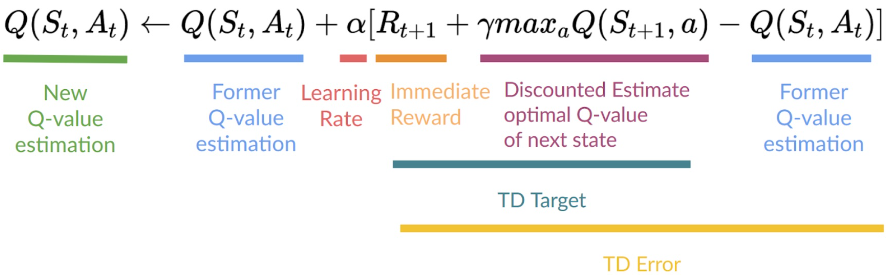 Q(S_t, A_t) ← Q(S_t, A_t) + α[R_{t+1} + γmax_aQ(S_{t+1}, a) − Q(S_t, A_t)]
New
Q-value
estimation
Former
Q-value
estimation
Learning
Rate
Immediate
Reward
Discounted Estimate
optimal Q-value
of next state
Former
Q-value
estimation
TD Target
TD Error